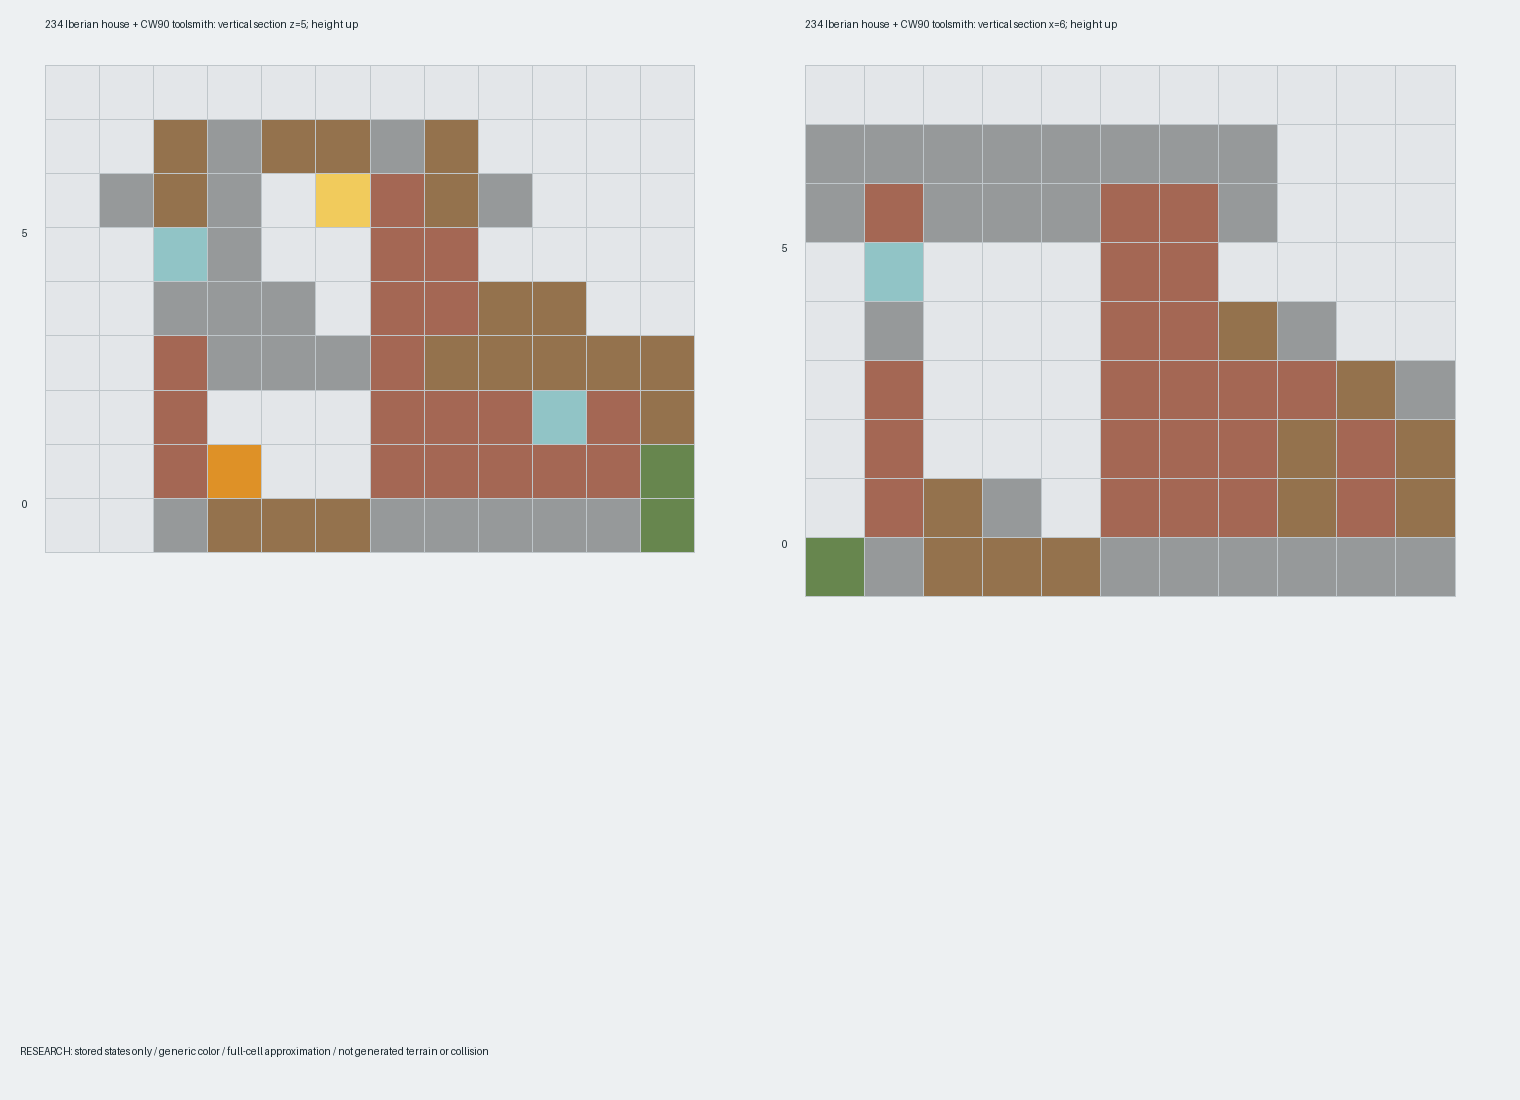 234 Iberian house + CW90 toolsmith: vertical section z=5; height up
234 Iberian house + CW90 toolsmith: vertical section x=6; height up
5
0
5
0
RESEARCH: stored states only / generic color / full-cell approximation / not generated terrain or collision